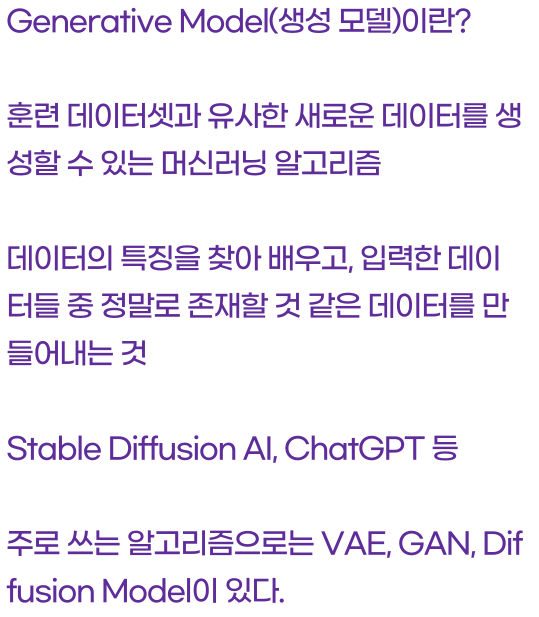 Generative Model(생성 모델)이란?
훈련 데이터셋과 유사한 새로운 데이터를 생
성할 수 있는 머신러닝 알고리즘
데이터의 특징을 찾아 배우고, 입력한 데이
터들 중 정말로 존재할 것 같은 데이터를 만
들어내는 것
Stable Diffusion AI, ChatGPT 등
주로 쓰는 알고리즘으로는 VAE, GAN, Dif
fusion Model이 있다.